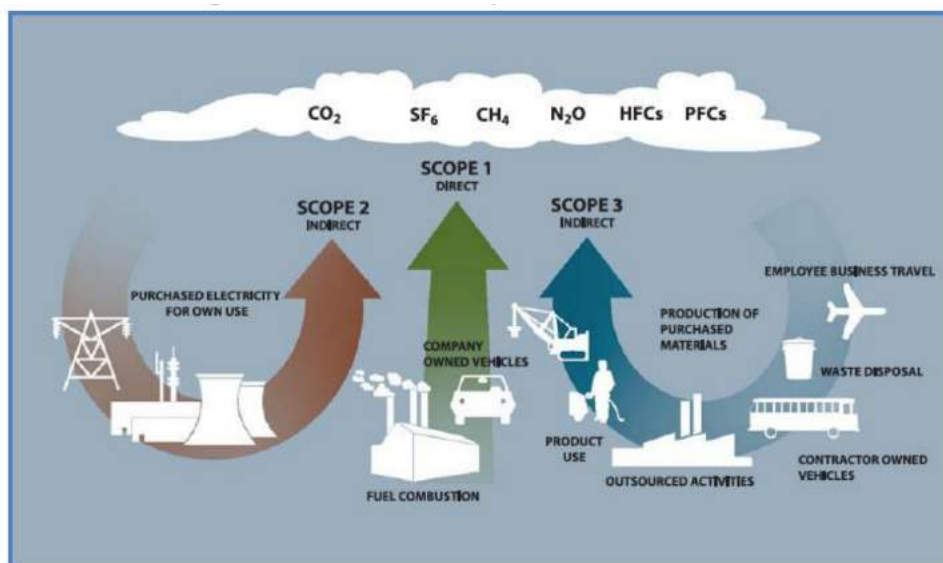 CO₂ SF₆ CH₄ N₂O HFCs PFCs
SCOPE 1
DIRECT
SCOPE 2
INDIRECT
SCOPE 3
INDIRECT
PURCHASED ELECTRICITY
FOR OWN USE
COMPANY
OWNED VEHICLES
FUEL COMBUSTION
EMPLOYEE BUSINESS TRAVEL
PRODUCTION OF
PURCHASED
MATERIALS
WASTE DISPOSAL
PRODUCT
USE
OUTSOURCED ACTIVITIES
CONTRACTOR OWNED
VEHICLES